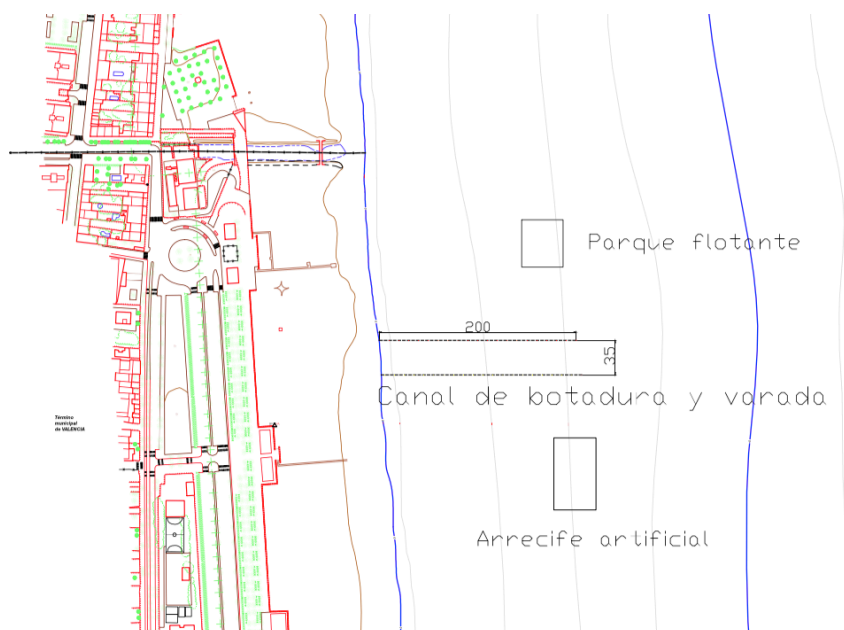 Parque flotante
200
35
Canal de botadura y varada
Término
municipal
de VALENCIA
Arrecife artificial